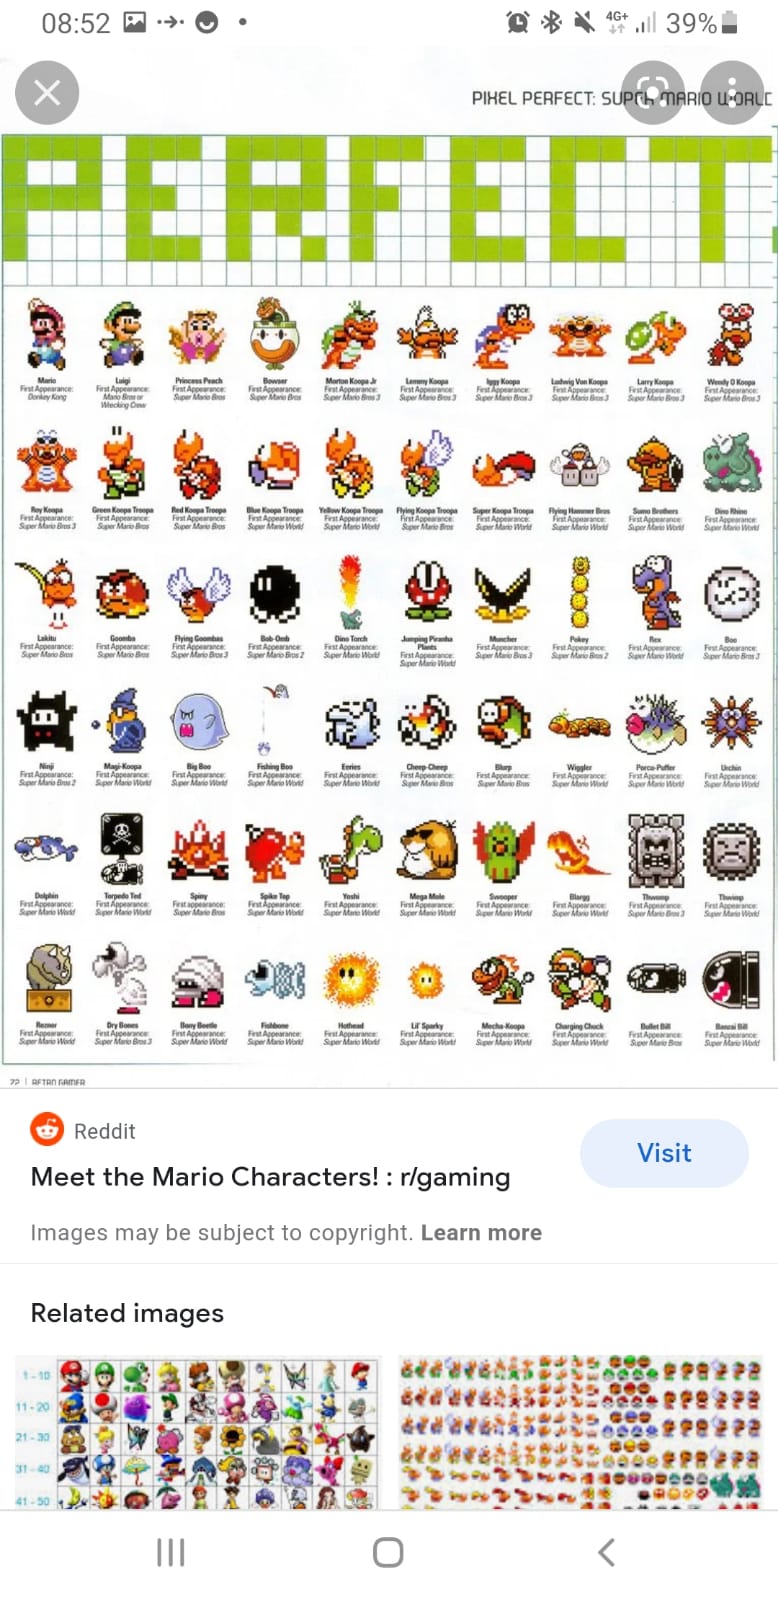 08:52
4G+
39%
PIXEL PERFECT: SUPER MARIO WORLD
PERFECT
Mario Luigi Princess Peach Bowser Morton Koopa Jr Lemmy Koopa Iggy Koopa Ludwig Von Koopa Larry Koopa Wendy O Koopa
First Appearance: First Appearance: First Appearance: First Appearance: First Appearance: First Appearance: First Appearance: First Appearance: First Appearance: First Appearance:
Donkey Kong Mario Bros or Super Mario Bros Super Mario Bros Super Mario Bros 3 Super Mario Bros 3 Super Mario Bros 3 Super Mario Bros 3 Super Mario Bros 3 Super Mario Bros 3
Wrecking Crew
Roy Koopa Green Koopa Troopa Red Koopa Troopa Blue Koopa Troopa Yellow Koopa Troopa Flying Koopa Troopa Super Koopa Troopa Flying Hammer Bros Sumo Brothers Dino Rhino
First Appearance: First Appearance: First Appearance: First Appearance: First Appearance: First Appearance: First Appearance: First Appearance: First Appearance: First Appearance:
Super Mario Bros 3 Super Mario Bros Super Mario Bros Super Mario World Super Mario World Super Mario Bros Super Mario World Super Mario World Super Mario World Super Mario World
Lakitu Goomba Flying Goombas Bob-Omb Dino Torch Jumping Piranha Muncher Pokey Rex Boo
Plants
First Appearance: First Appearance: First Appearance: First Appearance: First Appearance: First Appearance: First Appearance: First Appearance: First Appearance: First Appearance:
Super Mario Bros Super Mario Bros Super Mario Bros 3 Super Mario Bros 2 Super Mario World Super Mario World Super Mario Bros 3 Super Mario Bros 2 Super Mario World Super Mario Bros 3
Ninji Magi-Koopa Big Boo Fishing Boo Eeries Cheep-Cheep Blurp Wiggler Porcu-Puffer Urchin
First Appearance: First Appearance: First Appearance: First Appearance: First Appearance: First Appearance: First Appearance: First Appearance: First Appearance: First Appearance:
Super Mario Bros 2 Super Mario World Super Mario World Super Mario World Super Mario World Super Mario Bros Super Mario Bros Super Mario World Super Mario World Super Mario World
Dolphin Torpedo Ted Spiny Spike Top Yoshi Mega Mole Swooper Blargg Thwomp Thwimp
First Appearance: First Appearance: First appearance: First Appearance: First Appearance: First Appearance: First Appearance: First Appearance: First Appearance: First Appearance:
Super Mario World Super Mario World Super Mario Bros Super Mario World Super Mario World Super Mario World Super Mario World Super Mario World Super Mario Bros 3 Super Mario World
Reznor Dry Bones Bony Beetle Fishbone Hothead Lil' Sparky Mecha-Koopa Charging Chuck Bullet Bill Banzai Bill
First Appearance: First Appearance: First Appearance: First Appearance: First Appearance: First Appearance: First Appearance: First Appearance: First Appearance: First Appearance:
Super Mario World Super Mario Bros 3 Super Mario World Super Mario World Super Mario World Super Mario World Super Mario World Super Mario World Super Mario Bros Super Mario World
72 | RETRO GAMER
Reddit
Visit
Meet the Mario Characters! : r/gaming
Images may be subject to copyright. Learn more
Related images
1-10
11-20
21-30
31-40
41-50